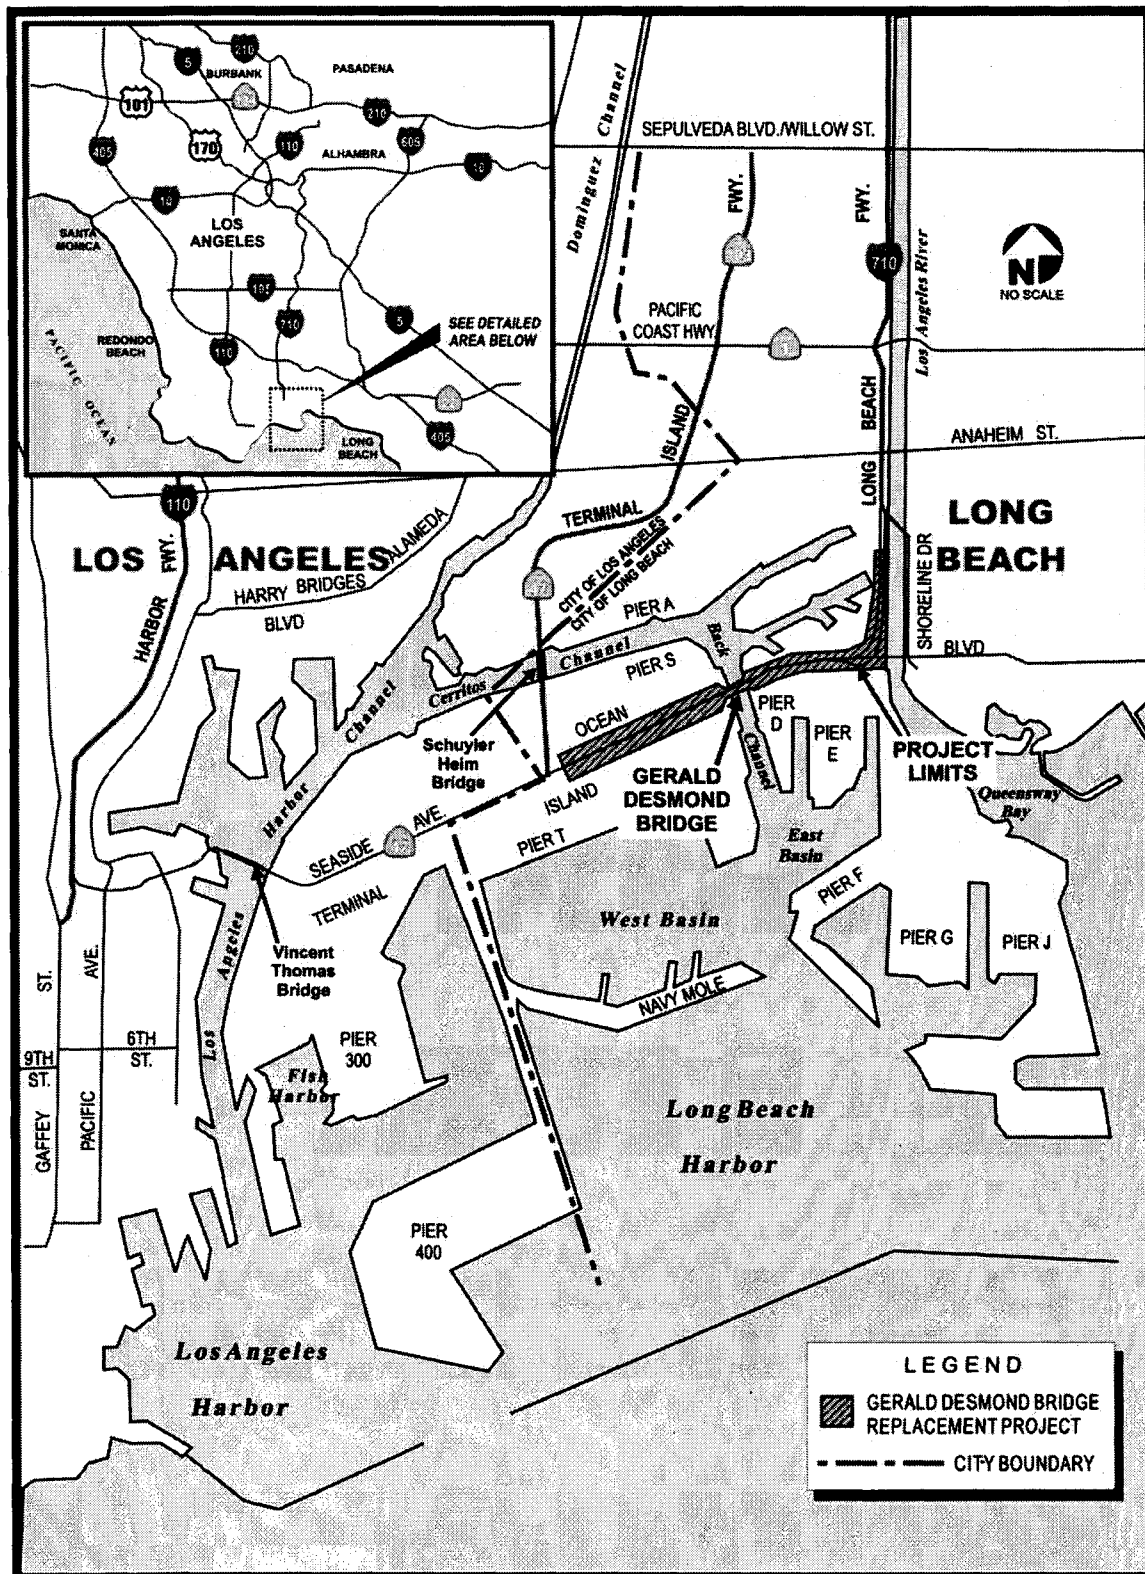 5
210
BURBANK
PASADENA
101
210
405
170
110
605
ALHAMBRA
10
10
SANTA
MONICA
LOS
ANGELES
105
710
5
SEE DETAILED
AREA BELOW
REDONDO
BEACH
110
PACIFIC OCEAN
LONG
BEACH
405
Dominguez Channel
SEPULVEDA BLVD./WILLOW ST.
FWY.
FWY.
710
Los Angeles River
N
NO SCALE
PACIFIC
COAST HWY.
1
ISLAND
LONG BEACH
ANAHEIM ST.
TERMINAL
110
LOS ANGELES
LONG
BEACH
HARBOR FWY.
HARRY BRIDGES
BLVD
ALAMEDA
CITY OF LOS ANGELES
CITY OF LONG BEACH
PIER A
SHORELINE DR
BLVD
Cerritos Channel
Back
Channel
PIER S
OCEAN
Los Angeles
Harbor
Channel
Schuyler
Heim
Bridge
GERALD
DESMOND
BRIDGE
PIER
D
PIER
E
PROJECT
LIMITS
Queensway
Bay
SEASIDE AVE.
ISLAND
PIER T
TERMINAL
East
Basin
West Basin
PIER F
PIER G
PIER J
Vincent
Thomas
Bridge
NAVY MOLE
GAFFEY ST.
PACIFIC AVE.
9TH
ST.
6TH
ST.
PIER
300
Fish
Harbor
Long Beach
Harbor
PIER
400
Los Angeles
Harbor
LEGEND
GERALD DESMOND BRIDGE
REPLACEMENT PROJECT
CITY BOUNDARY